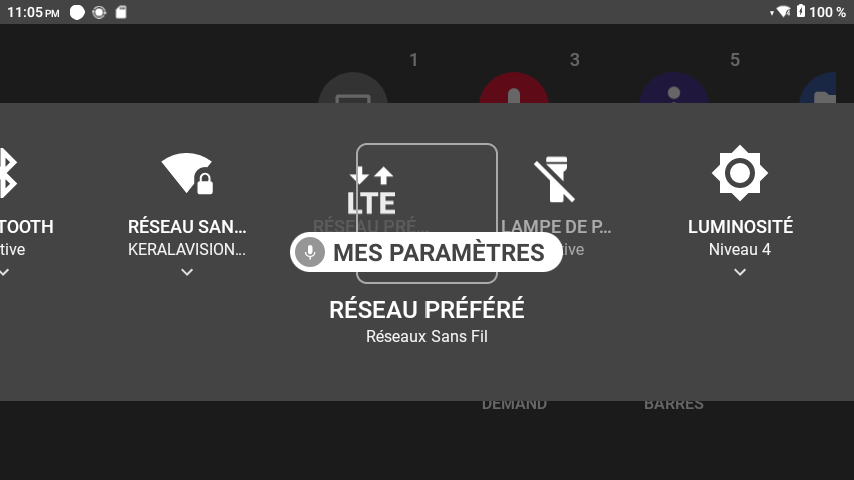 11:05 PM
100 %
1
3
5
LTE
TOOTH
tive
RÉSEAU SAN...
KERALAVISION...
RÉSEAU PRÉ...
LAMPE DE P...
ive
LUMINOSITÉ
Niveau 4
MES PARAMÈTRES
RÉSEAU PRÉFÉRÉ
Réseaux Sans Fil
DEMAND
BARRES